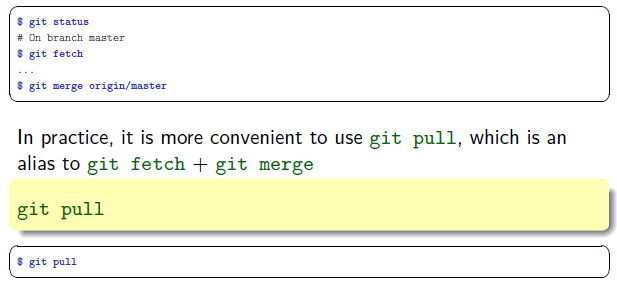 $ git status
# On branch master
$ git fetch
...
$ git merge origin/master
In practice, it is more convenient to use git pull, which is an
alias to git fetch + git merge
git pull
$ git pull